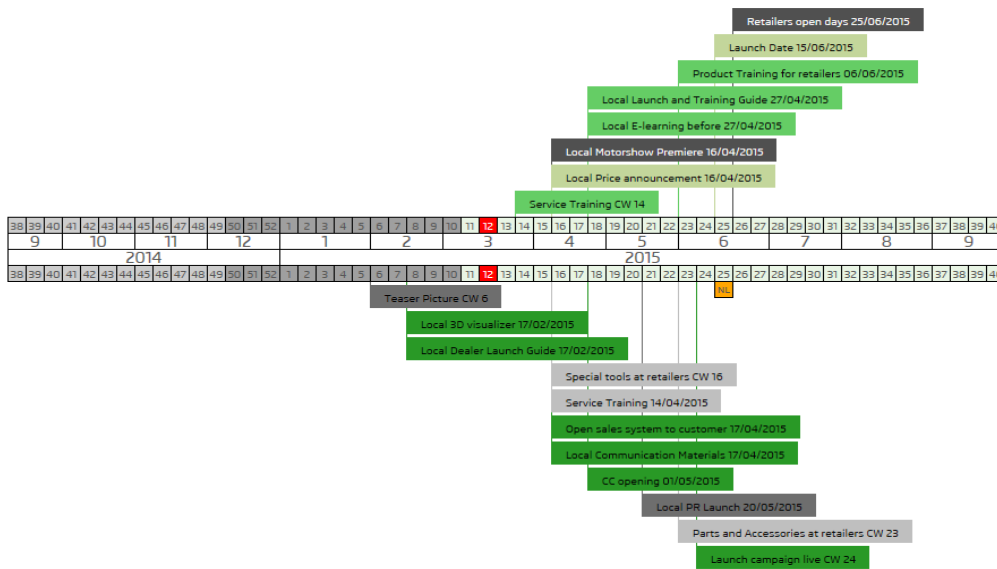 Retailers open days 25/06/2015
Launch Date 15/06/2015
Product Training for retailers 06/06/2015
Local Launch and Training Guide 27/04/2015
Local E-learning before 27/04/2015
Local Motorshow Premiere 16/04/2015
Local Price announcement 16/04/2015
Service Training CW 14
38 39 40 41 42 43 44 45 46 47 48 49 50 51 52 1 2 3 4 5 6 7 8 9 10 11 12 13 14 15 16 17 18 19 20 21 22 23 24 25 26 27 28 29 30 31 32 33 34 35 36 37 38 39 40
9 10 11 12 1 2 3 4 5 6 7 8 9
2014 2015
38 39 40 41 42 43 44 45 46 47 48 49 50 51 52 1 2 3 4 5 6 7 8 9 10 11 12 13 14 15 16 17 18 19 20 21 22 23 24 25 26 27 28 29 30 31 32 33 34 35 36 37 38 39 40
NL
Teaser Picture CW 6
Local 3D visualizer 17/02/2015
Local Dealer Launch Guide 17/02/2015
Special tools at retailers CW 16
Service Training 14/04/2015
Open sales system to customer 17/04/2015
Local Communication Materials 17/04/2015
CC opening 01/05/2015
Local PR Launch 20/05/2015
Parts and Accessories at retailers CW 23
Launch campaign live CW 24